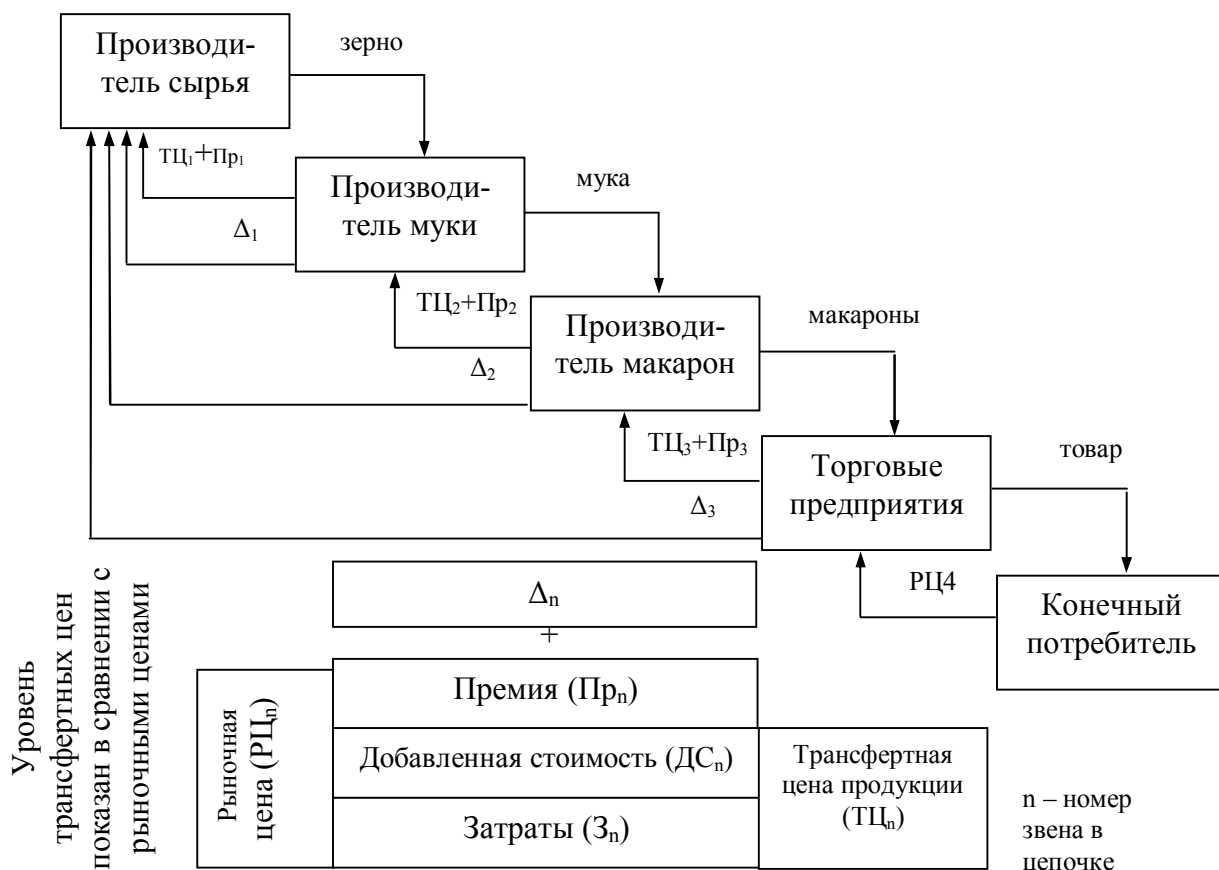 Производи-
тель сырья
зерно
ТЦ₁+Пр₁
Производи-
тель муки
мука
Δ₁
ТЦ₂+Пр₂
Производи-
тель макарон
макароны
Δ₂
ТЦ₃+Пр₃
Торговые
предприятия
товар
Δ₃
РЦ4
Конечный
потребитель
Уровень
трансфертных цен
показан в сравнении с
рыночными ценами
Δₙ
+
Рыночная
цена (РЦₙ)
Премия (Прₙ)
Добавленная стоимость (ДСₙ)
Затраты (Зₙ)
Трансфертная
цена продукции
(ТЦₙ)
n – номер
звена в
цепочке